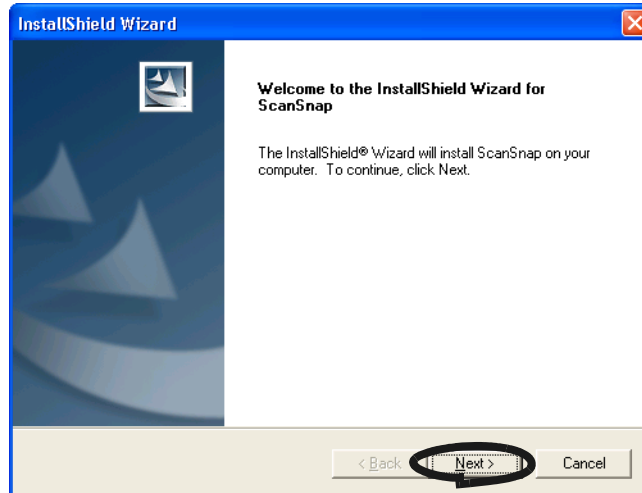 InstallShield Wizard
Welcome to the InstallShield Wizard for
ScanSnap
The InstallShield® Wizard will install ScanSnap on your
computer. To continue, click Next.
< Back
Next >
Cancel